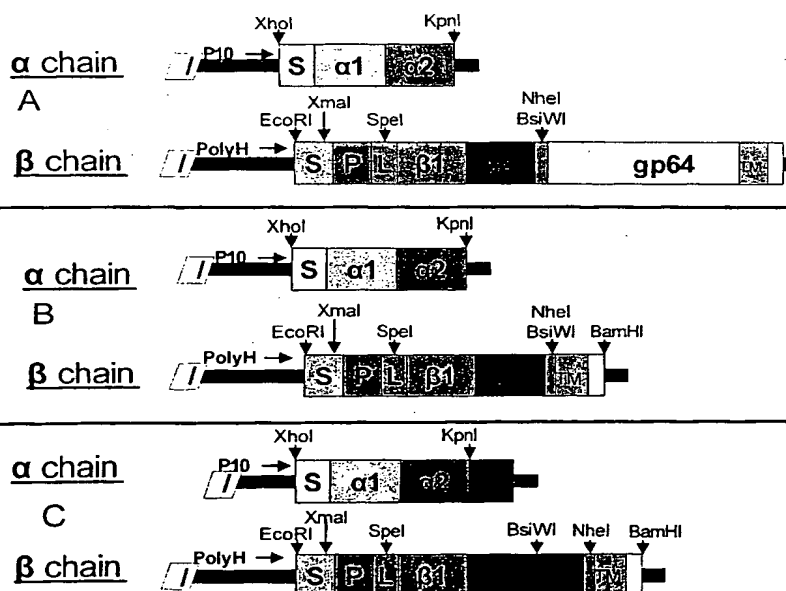 XhoI KpnI
α chain P10 S α1 α2
A
EcoRI XmaI SpeI NheI
BsiWI
β chain PolyH S P L β1 gp64 TM
XhoI KpnI
α chain P10 S α1 α2
B
EcoRI XmaI SpeI NheI
BsiWI BamHI
β chain PolyH S P L β1 TM
XhoI KpnI
α chain P10 S α1 α2
C
EcoRI XmaI SpeI BsiWI NheI BamHI
β chain PolyH S P L β1 TM